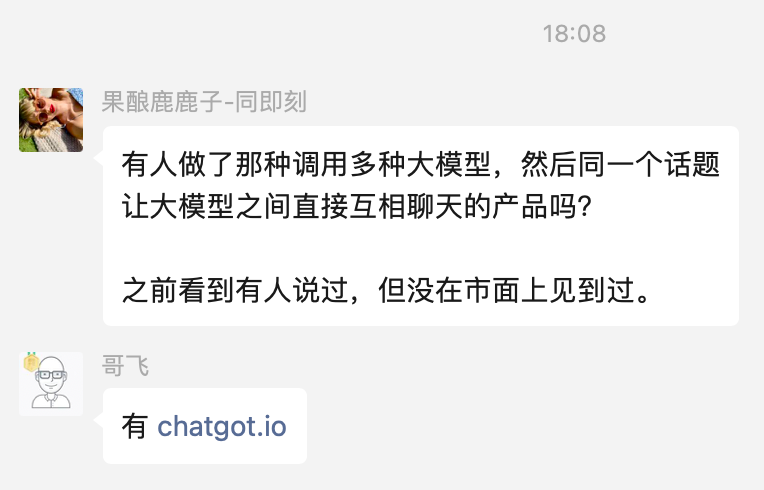 18:08
果酿鹿鹿子-同即刻
有人做了那种调用多种大模型，然后同一个话题
让大模型之间直接互相聊天的产品吗？
之前看到有人说过，但没在市面上见到过。
哥飞
有 chatgot.io